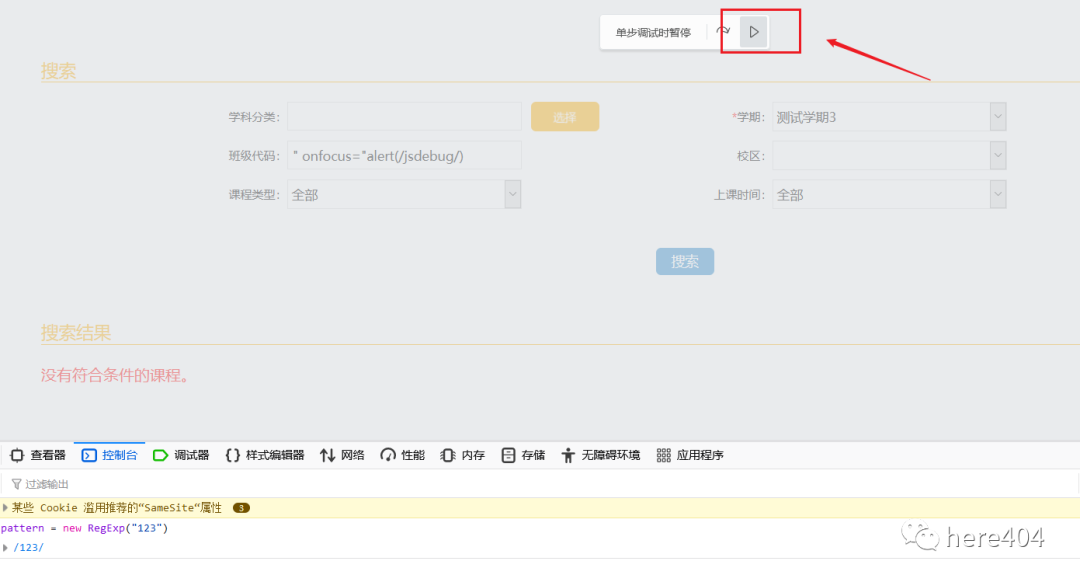 单步调试时暂停
搜索
学科分类: 选择 *学期: 测试学期3
班级代码: " onfocus="alert(/jsdebug/) 校区:
课程类型: 全部 上课时间: 全部
搜索
搜索结果
没有符合条件的课程。
查看器 控制台 调试器 {} 样式编辑器 网络 性能 内存 存储 无障碍环境 应用程序
过滤输出
某些 Cookie 滥用推荐的"SameSite"属性 3
pattern = new RegExp("123")
/123/
here404